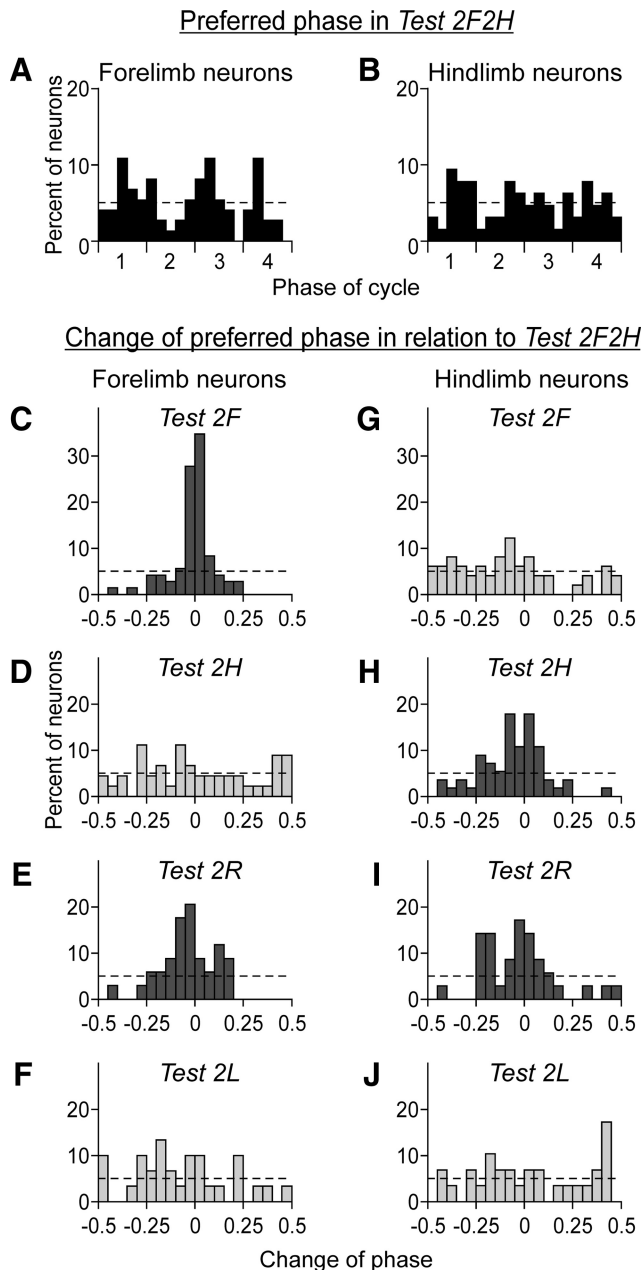 Preferred phase in Test 2F2H
A
Forelimb neurons
B
Hindlimb neurons
Percent of neurons
20
10
0
1 2 3 4
20
10
0
1 2 3 4
Phase of cycle
Change of preferred phase in relation to Test 2F2H
Forelimb neurons
Hindlimb neurons
C
Test 2F
30
20
10
0
-0.5 -0.25 0 0.25 0.5
G
Test 2F
30
20
10
0
-0.5 -0.25 0 0.25 0.5
D
Test 2H
Percent of neurons
20
10
0
-0.5 -0.25 0 0.25 0.5
H
Test 2H
20
10
0
-0.5 -0.25 0 0.25 0.5
E
Test 2R
20
10
0
-0.5 -0.25 0 0.25 0.5
I
Test 2R
20
10
0
-0.5 -0.25 0 0.25 0.5
F
Test 2L
20
10
0
-0.5 -0.25 0 0.25 0.5
J
Test 2L
20
10
0
-0.5 -0.25 0 0.25 0.5
Change of phase